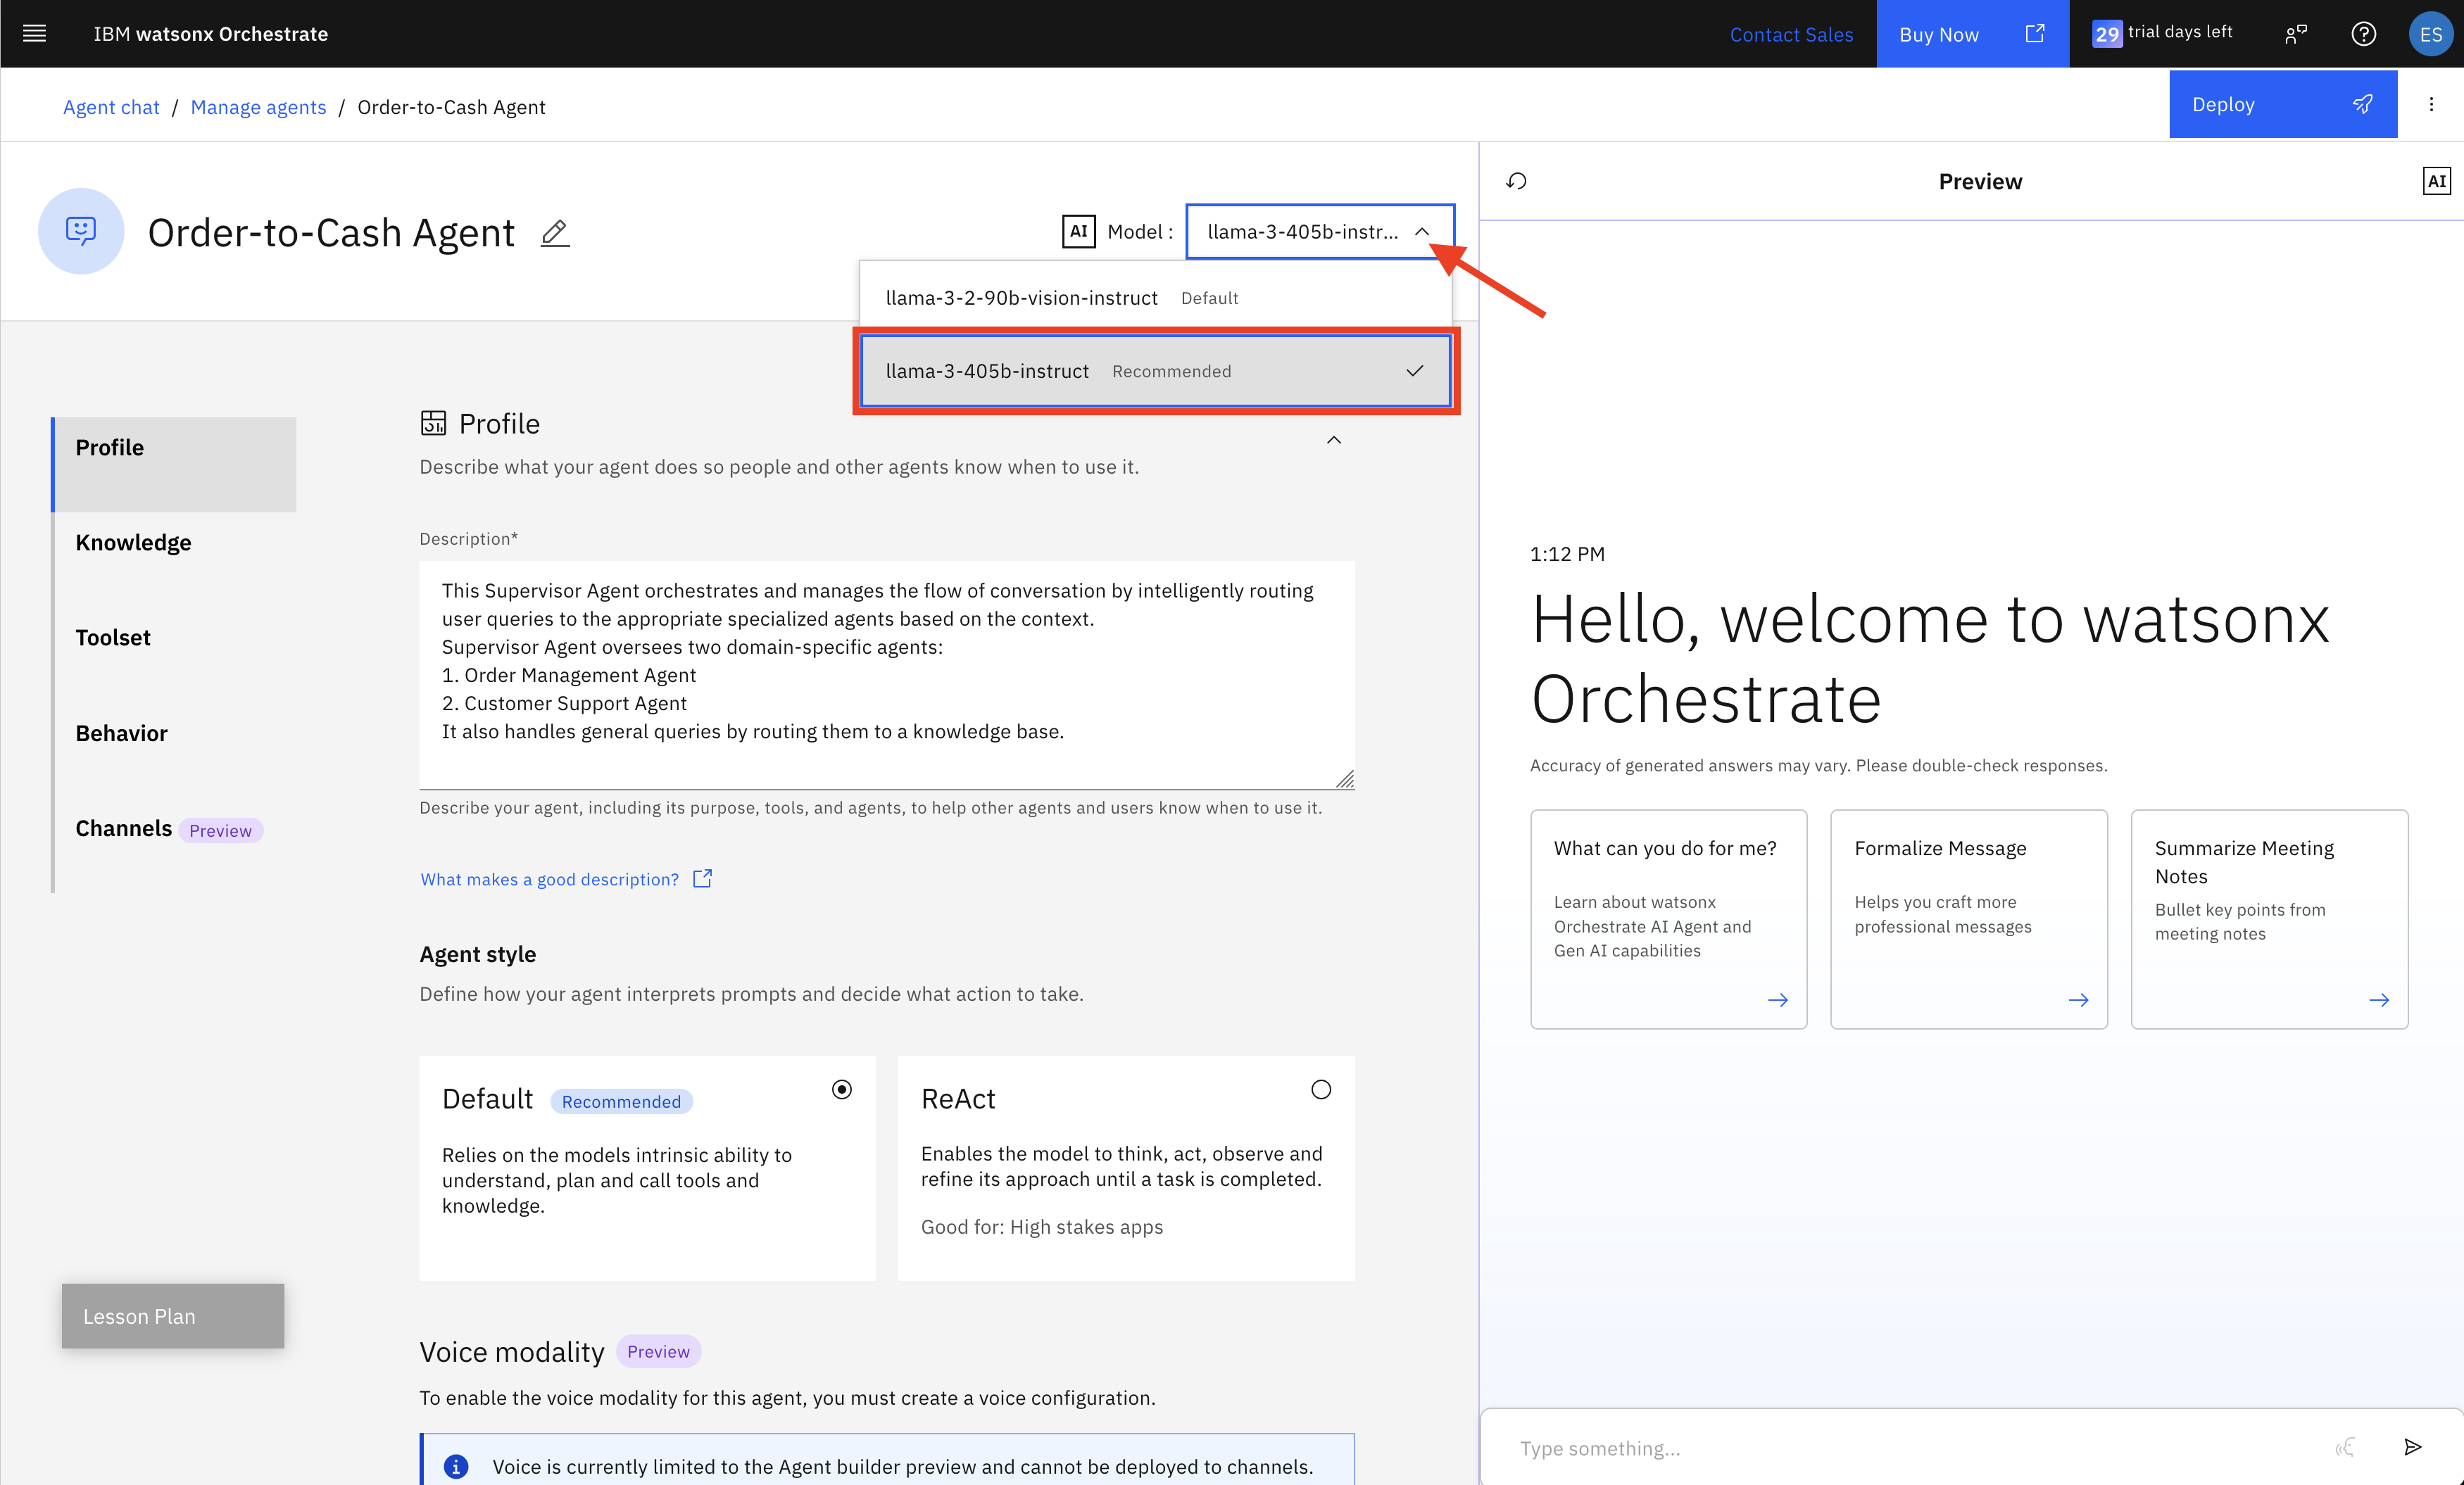 IBM watsonx Orchestrate
Contact Sales
Buy Now
29 trial days left
ES
Agent chat / Manage agents / Order-to-Cash Agent
Deploy
Order-to-Cash Agent
AI Model : llama-3-405b-instr...
llama-3-2-90b-vision-instruct Default
llama-3-405b-instruct Recommended
Profile
Knowledge
Toolset
Behavior
Channels Preview
Lesson Plan
Profile
Describe what your agent does so people and other agents know when to use it.
Description*
This Supervisor Agent orchestrates and manages the flow of conversation by intelligently routing
user queries to the appropriate specialized agents based on the context.
Supervisor Agent oversees two domain-specific agents:
1. Order Management Agent
2. Customer Support Agent
It also handles general queries by routing them to a knowledge base.
Describe your agent, including its purpose, tools, and agents, to help other agents and users know when to use it.
What makes a good description?
Agent style
Define how your agent interprets prompts and decide what action to take.
Default Recommended
Relies on the models intrinsic ability to
understand, plan and call tools and
knowledge.
ReAct
Enables the model to think, act, observe and
refine its approach until a task is completed.
Good for: High stakes apps
Voice modality Preview
To enable the voice modality for this agent, you must create a voice configuration.
Voice is currently limited to the Agent builder preview and cannot be deployed to channels.
Preview
AI
1:12 PM
Hello, welcome to watsonx
Orchestrate
Accuracy of generated answers may vary. Please double-check responses.
What can you do for me?
Learn about watsonx
Orchestrate AI Agent and
Gen AI capabilities
Formalize Message
Helps you craft more
professional messages
Summarize Meeting
Notes
Bullet key points from
meeting notes
Type something...